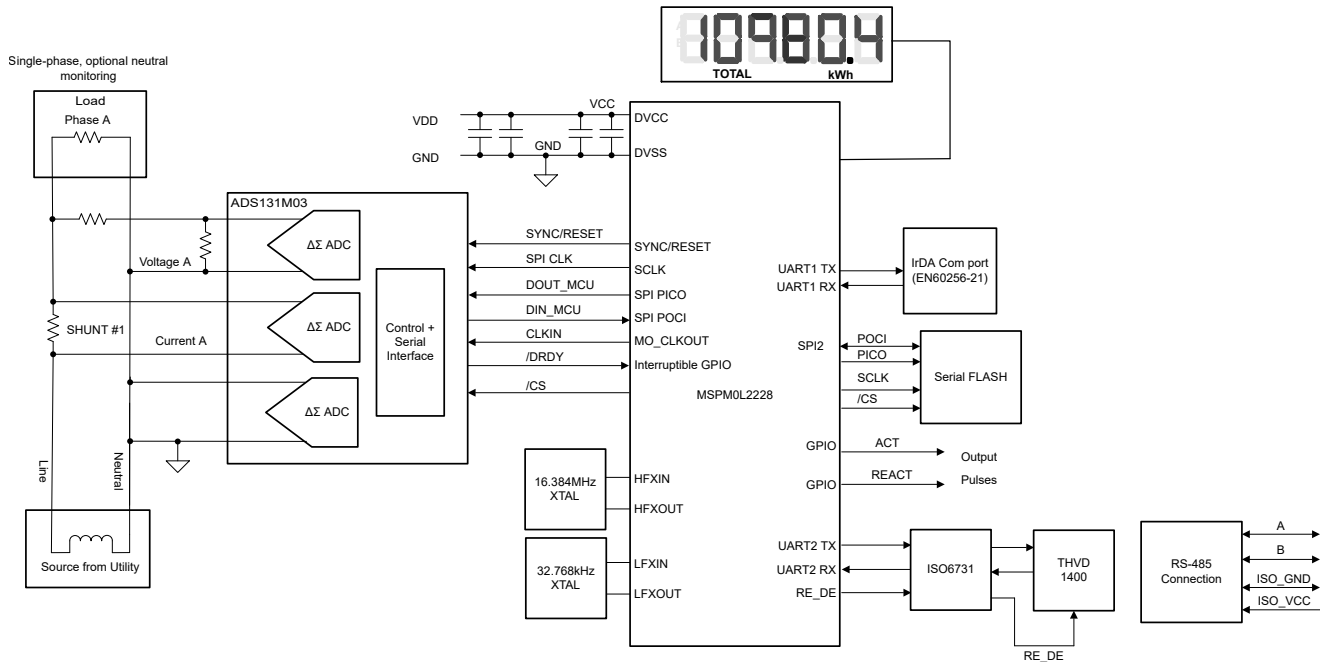 10980.4
TOTAL kWh
Single-phase, optional neutral
monitoring
Load
Phase A
VDD
GND
VCC
GND
DVCC
DVSS
ADS131M03
ΔΣ ADC
ΔΣ ADC
ΔΣ ADC
Voltage A
SHUNT #1
Current A
Control +
Serial
Interface
Line
Neutral
Source from Utility
SYNC/RESET
SPI CLK
DOUT_MCU
DIN_MCU
CLKIN
/DRDY
/CS
SYNC/RESET
SCLK
SPI PICO
SPI POCI
MO_CLKOUT
Interruptible GPIO
MSPM0L2228
16.384MHz
XTAL
HFXIN
HFXOUT
32.768kHz
XTAL
LFXIN
LFXOUT
UART1 TX
UART1 RX
IrDA Com port
(EN60256-21)
SPI2
POCI
PICO
SCLK
/CS
Serial FLASH
GPIO
ACT
GPIO
REACT
Output
Pulses
UART2 TX
UART2 RX
RE_DE
ISO6731
THVD
1400
RE_DE
RS-485
Connection
A
B
ISO_GND
ISO_VCC